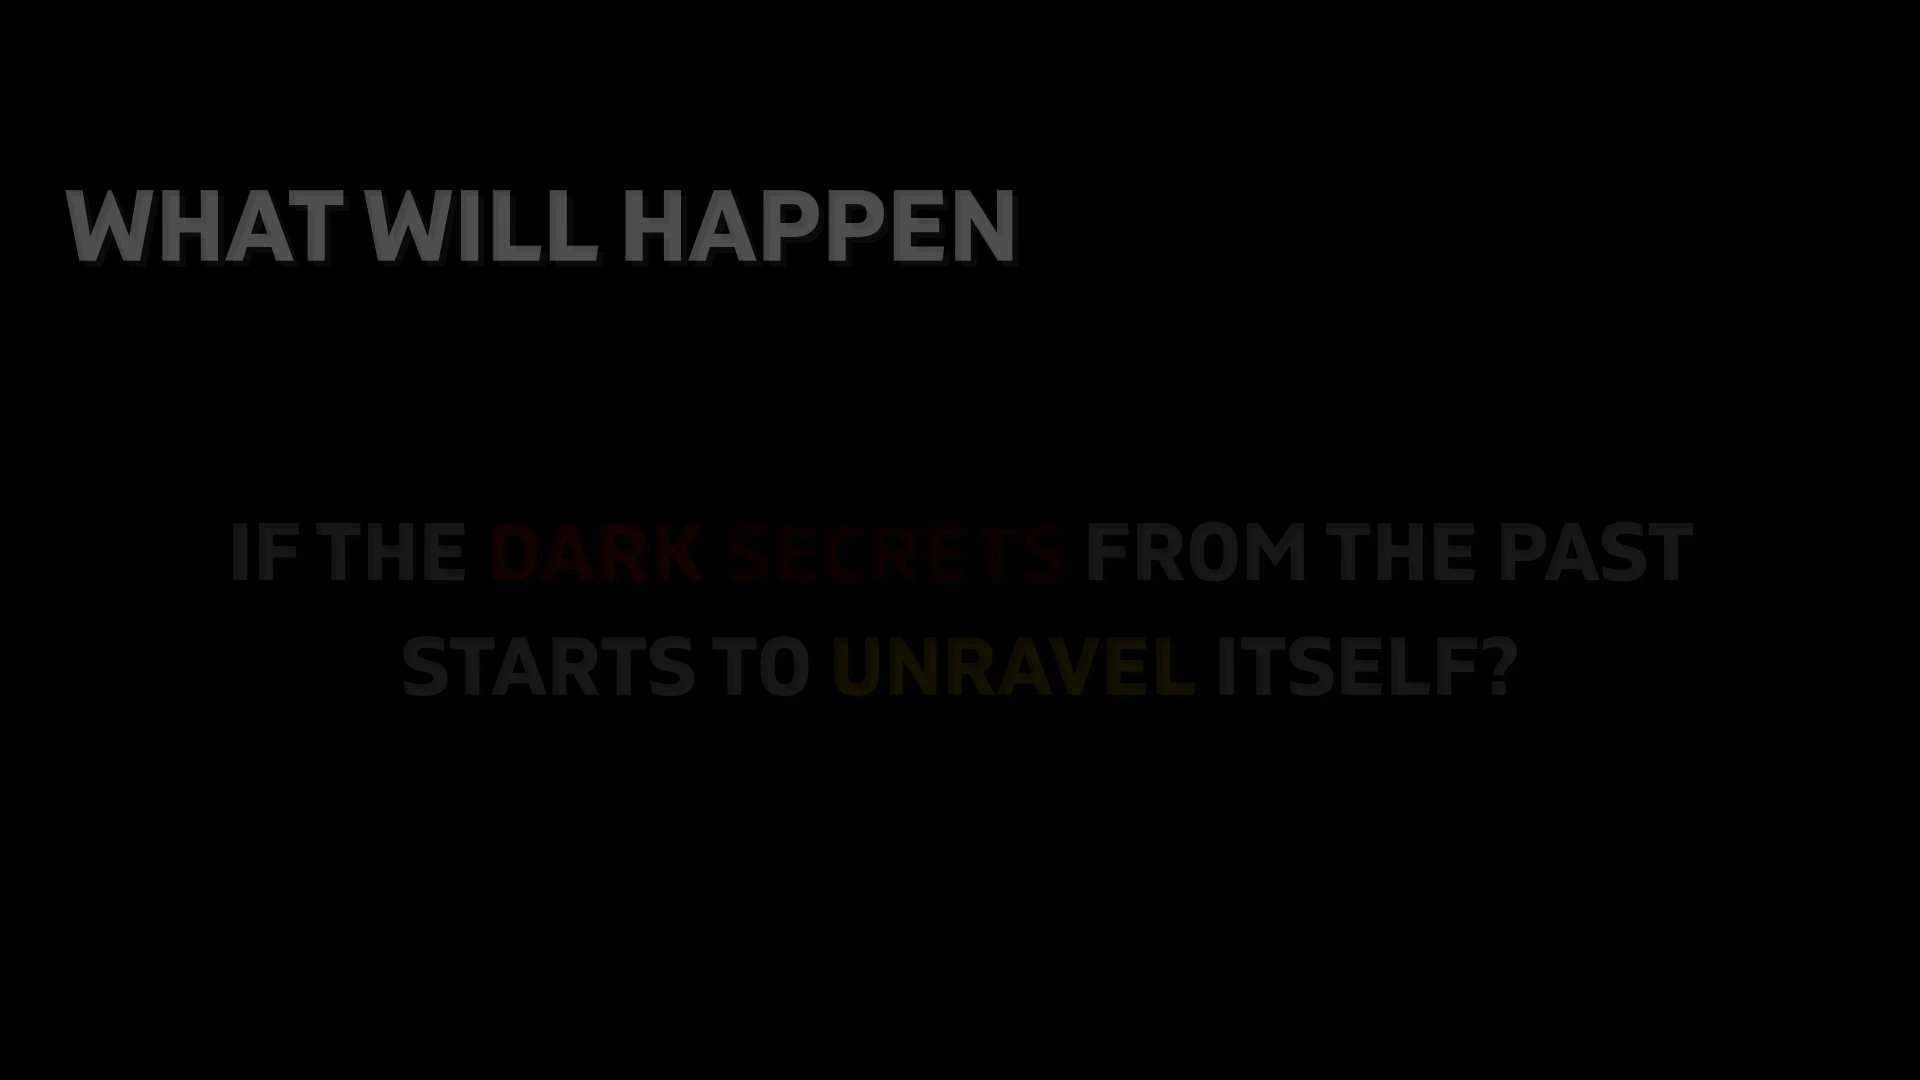 WHAT WILL HAPPEN
IF THE DARK SECRETS FROM THE PAST
STARTS TO UNRAVEL ITSELF?